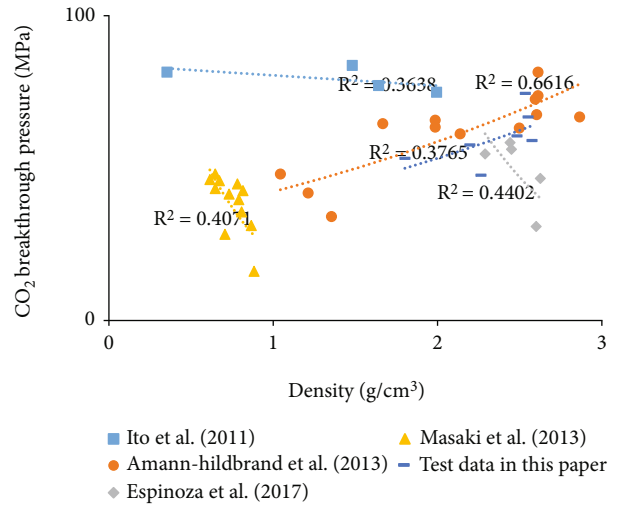 100
CO₂ breakthrough pressure (MPa)
R² = 0.3638
R² = 0.6616
R² = 0.3765
R² = 0.4402
R² = 0.4071
0
0 1 2 3
Density (g/cm³)
Ito et al. (2011)
Masaki et al. (2013)
Amann-hildbrand et al. (2013)
Test data in this paper
Espinoza et al. (2017)